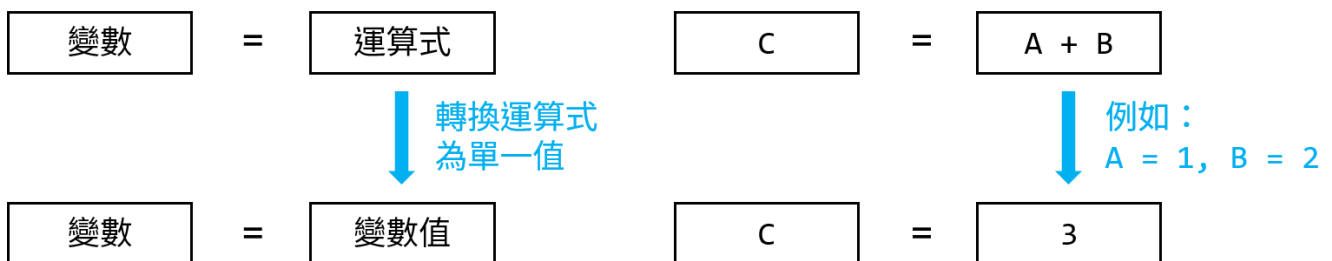 變數 = 運算式 C = A + B
轉換運算式 例如：
為單一值 A = 1, B = 2
變數 = 變數值 C = 3